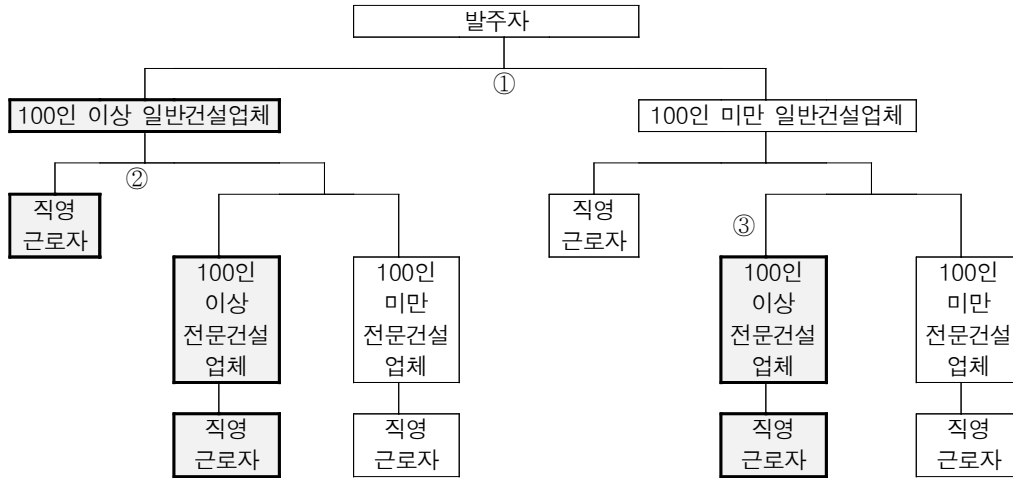 발주자
①
100인 이상 일반건설업체
100인 미만 일반건설업체
②
직영
근로자
직영
근로자
③
100인
이상
전문건설
업체
100인
미만
전문건설
업체
100인
이상
전문건설
업체
100인
미만
전문건설
업체
직영
근로자
직영
근로자
직영
근로자
직영
근로자